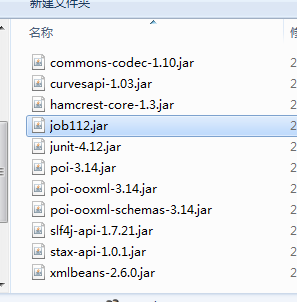 新建文件夹
名称
commons-codec-1.10.jar
curvesapi-1.03.jar
hamcrest-core-1.3.jar
job112.jar
junit-4.12.jar
poi-3.14.jar
poi-ooxml-3.14.jar
poi-ooxml-schemas-3.14.jar
slf4j-api-1.7.21.jar
stax-api-1.0.1.jar
xmlbeans-2.6.0.jar